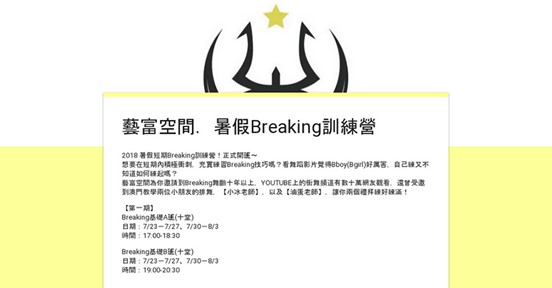 藝富空間．暑假Breaking訓練營
2018 暑假短期Breaking訓練營！正式開班～
想要在短期內積極衝刺，充實練習Breaking技巧嗎？看舞蹈影片覺得Bboy(Bgirl)好厲害，自己練又不
知道如何練起嗎？
藝富空間為你邀請到Breaking舞齡十年以上，YOUTUBE上的街舞頻道有數十萬網友觀看，還曾受邀
到澳門教學兩位小朋友的排舞，【小冰老師】，以及【滷蛋老師】，讓你兩個禮拜練好練滿！
【第一期】
Breaking基礎A班(十堂)
日期：7/23－7/27、7/30－8/3
時間：17:00-18:30
Breaking基礎B班(十堂)
日期：7/23－7/27、7/30－8/3
時間：19:00-20:30